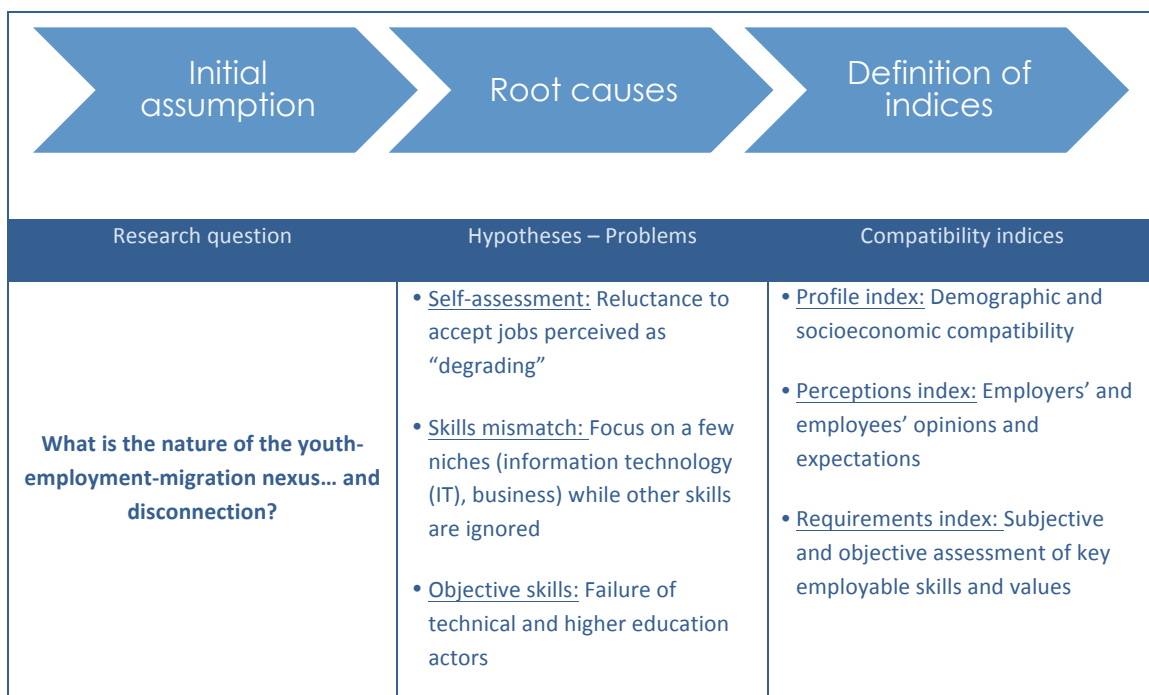 Initial
assumption
Root causes
Definition of
indices
Research question
Hypotheses – Problems
Compatibility indices
What is the nature of the youth-
employment-migration nexus… and
disconnection?
• Self-assessment: Reluctance to
accept jobs perceived as
“degrading”
• Skills mismatch: Focus on a few
niches (information technology
(IT), business) while other skills
are ignored
• Objective skills: Failure of
technical and higher education
actors
• Profile index: Demographic and
socioeconomic compatibility
• Perceptions index: Employers’ and
employees’ opinions and
expectations
• Requirements index: Subjective
and objective assessment of key
employable skills and values